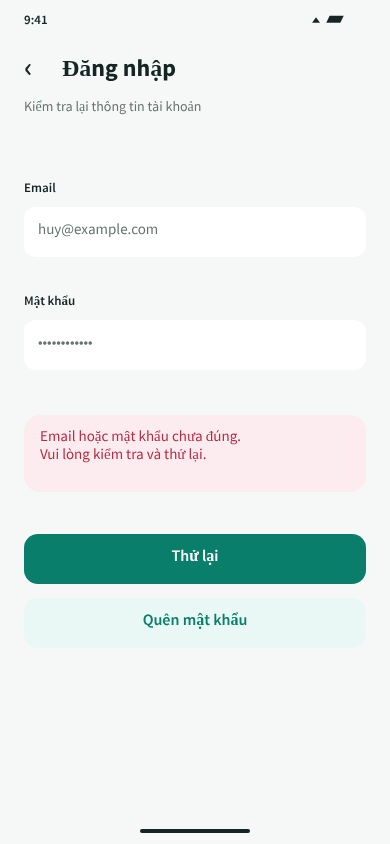 9:41
Đăng nhập
Kiểm tra lại thông tin tài khoản
Email
huy@example.com
Mật khẩu
••••••••••••
Email hoặc mật khẩu chưa đúng.
Vui lòng kiểm tra và thử lại.
Thử lại
Quên mật khẩu